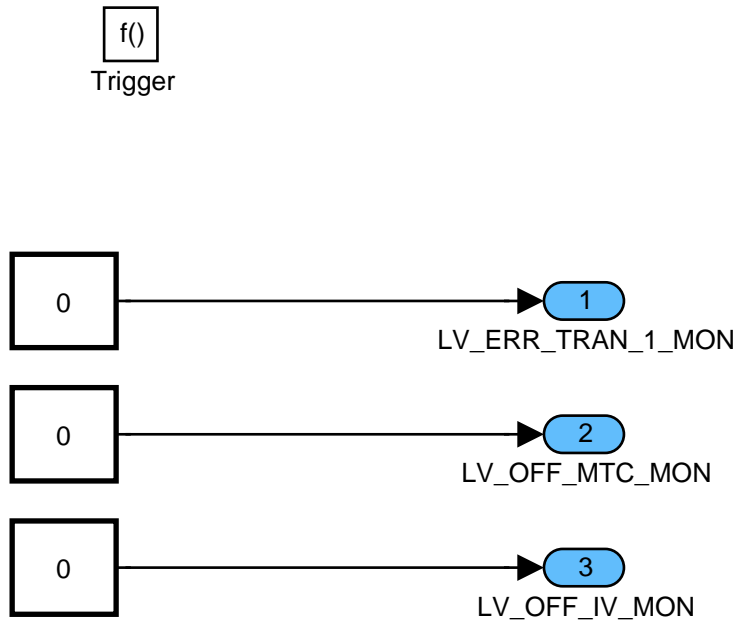 f()
Trigger
0
1
LV_ERR_TRAN_1_MON
0
2
LV_OFF_MTC_MON
0
3
LV_OFF_IV_MON